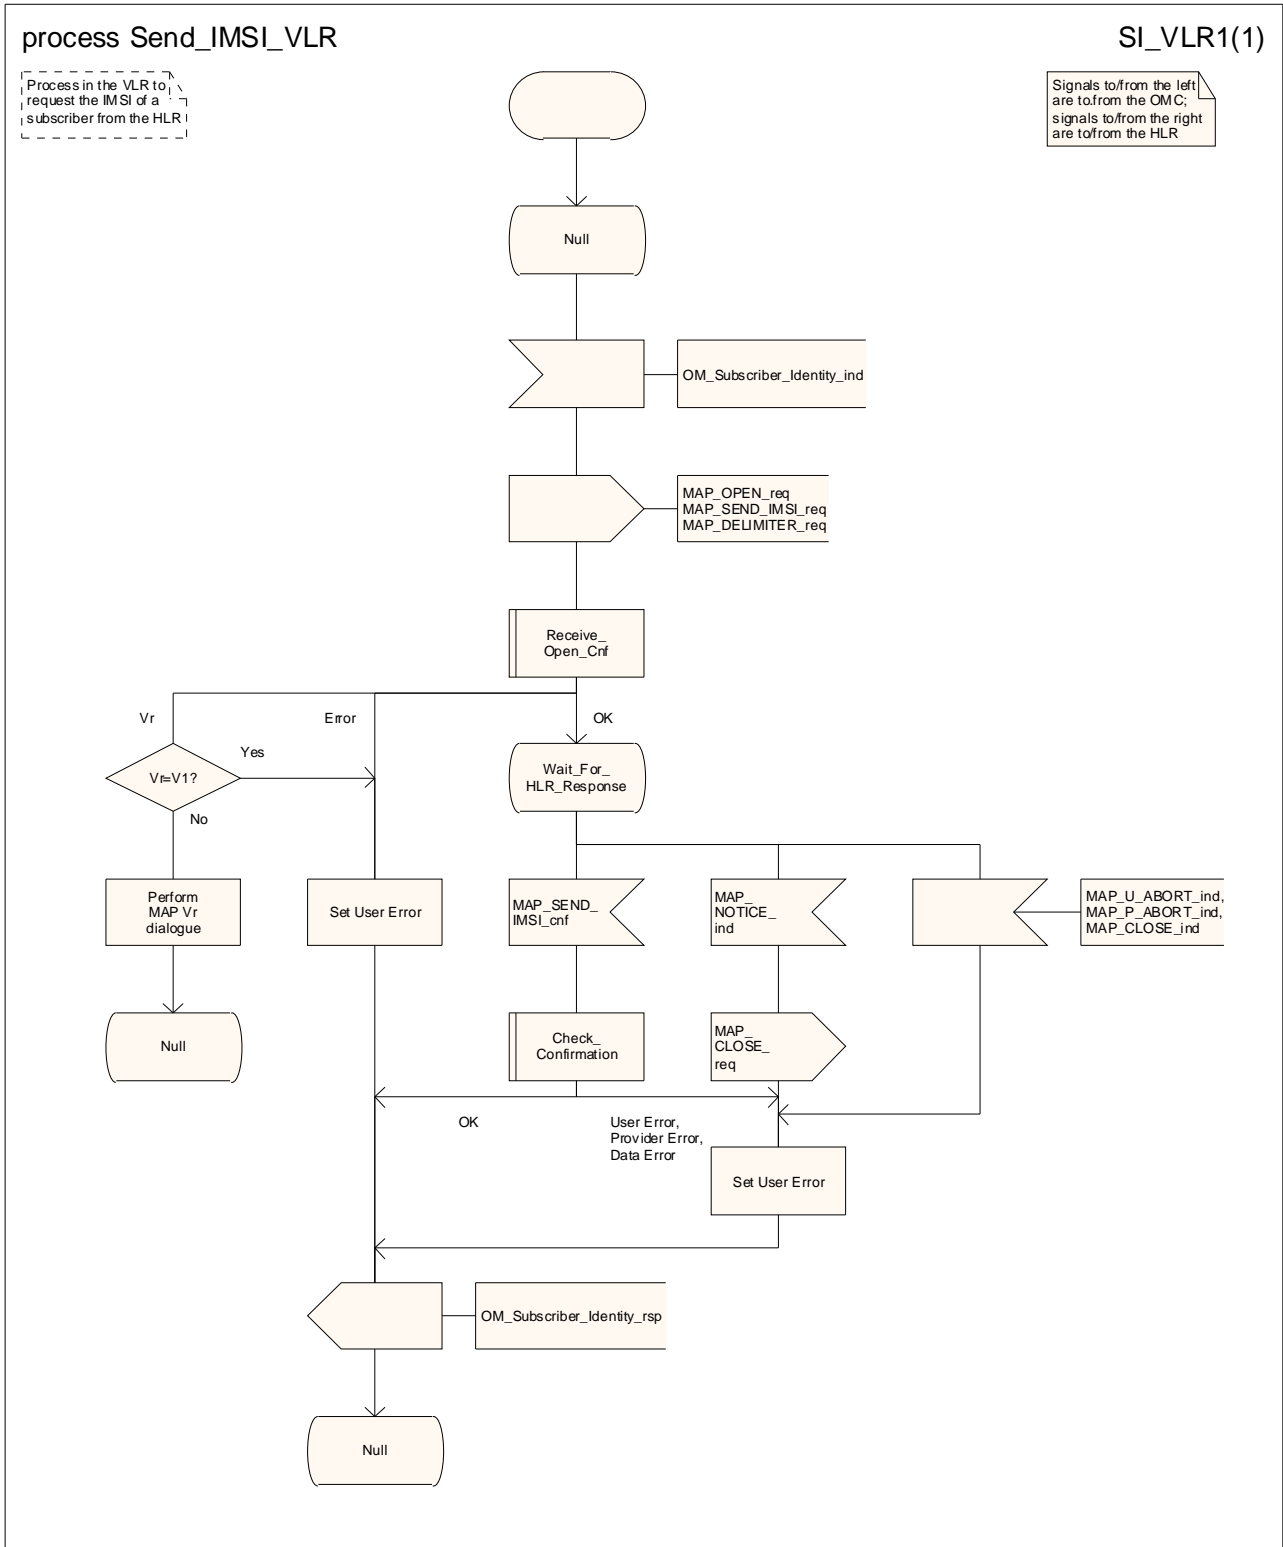 process Send_IMSI_VLR
SI_VLR1(1)
Process in the VLR to
request the IMSI of a
subscriber from the HLR
Signals to/from the left
are to.from the OMC;
signals to/from the right
are to/from the HLR
Null
OM_Subscriber_Identity_ind
MAP_OPEN_req
MAP_SEND_IMSI_req
MAP_DELIMITER_req
Receive_
Open_Cnf
Vr
Error
OK
Yes
Vr=V1?
Wait_For_
HLR_Response
No
Perform
MAP Vr
dialogue
Set User Error
MAP_SEND_
IMSI_cnf
MAP_
NOTICE_
ind
MAP_U_ABORT_ind,
MAP_P_ABORT_ind,
MAP_CLOSE_ind
Null
Check_
Confirmation
MAP_
CLOSE_
req
OK
User Error,
Provider Error,
Data Error
Set User Error
OM_Subscriber_Identity_rsp
Null